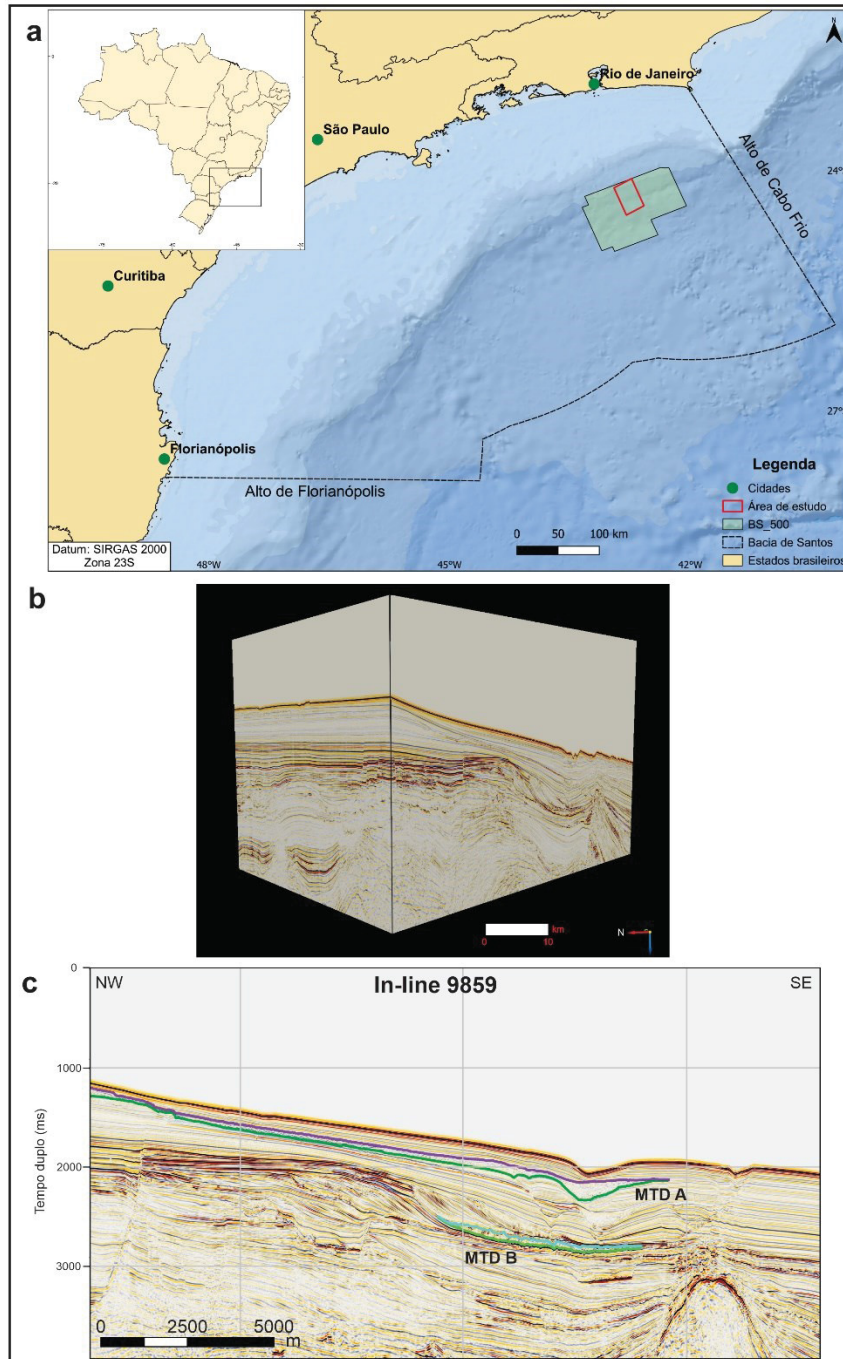 a
Rio de Janeiro
São Paulo
Alto de Cabo Frio
24°S
Curitiba
27°S
Florianópolis
Alto de Florianópolis
Legenda
Cidades
Área de estudo
BS_500
Bacia de Santos
Estados brasileiros
0 50 100 km
Datum: SIRGAS 2000
Zona 23S
48°W
45°W
42°W
b
km
0 10
N
c
NW
In-line 9859
SE
0
1000
2000
3000
Tempo duplo (ms)
MTD A
MTD B
0 2500 5000
m